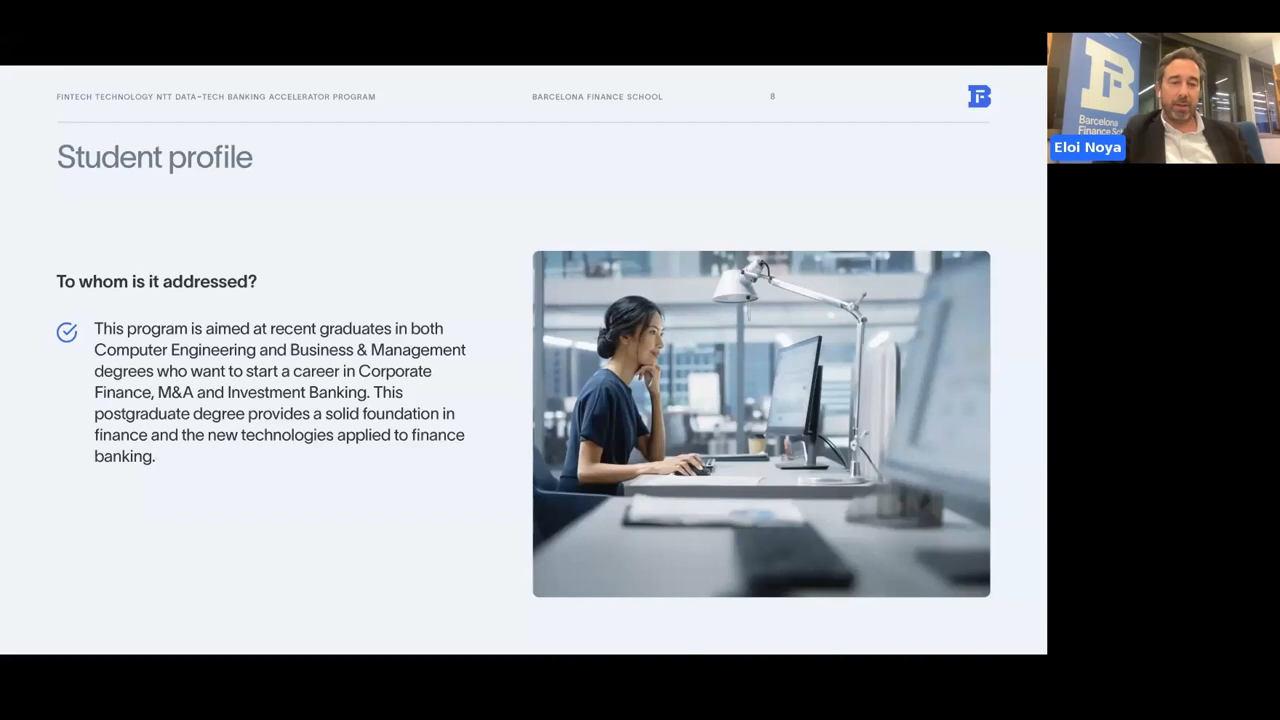 FINTECH TECHNOLOGY NTT DATA-TECH BANKING ACCELERATOR PROGRAM
BARCELONA FINANCE SCHOOL
8
Student profile
To whom is it addressed?
This program is aimed at recent graduates in both
Computer Engineering and Business & Management
degrees who want to start a career in Corporate
Finance, M&A and Investment Banking. This
postgraduate degree provides a solid foundation in
finance and the new technologies applied to finance
banking.
Barcelona
Finance Sch
Eloi Noya